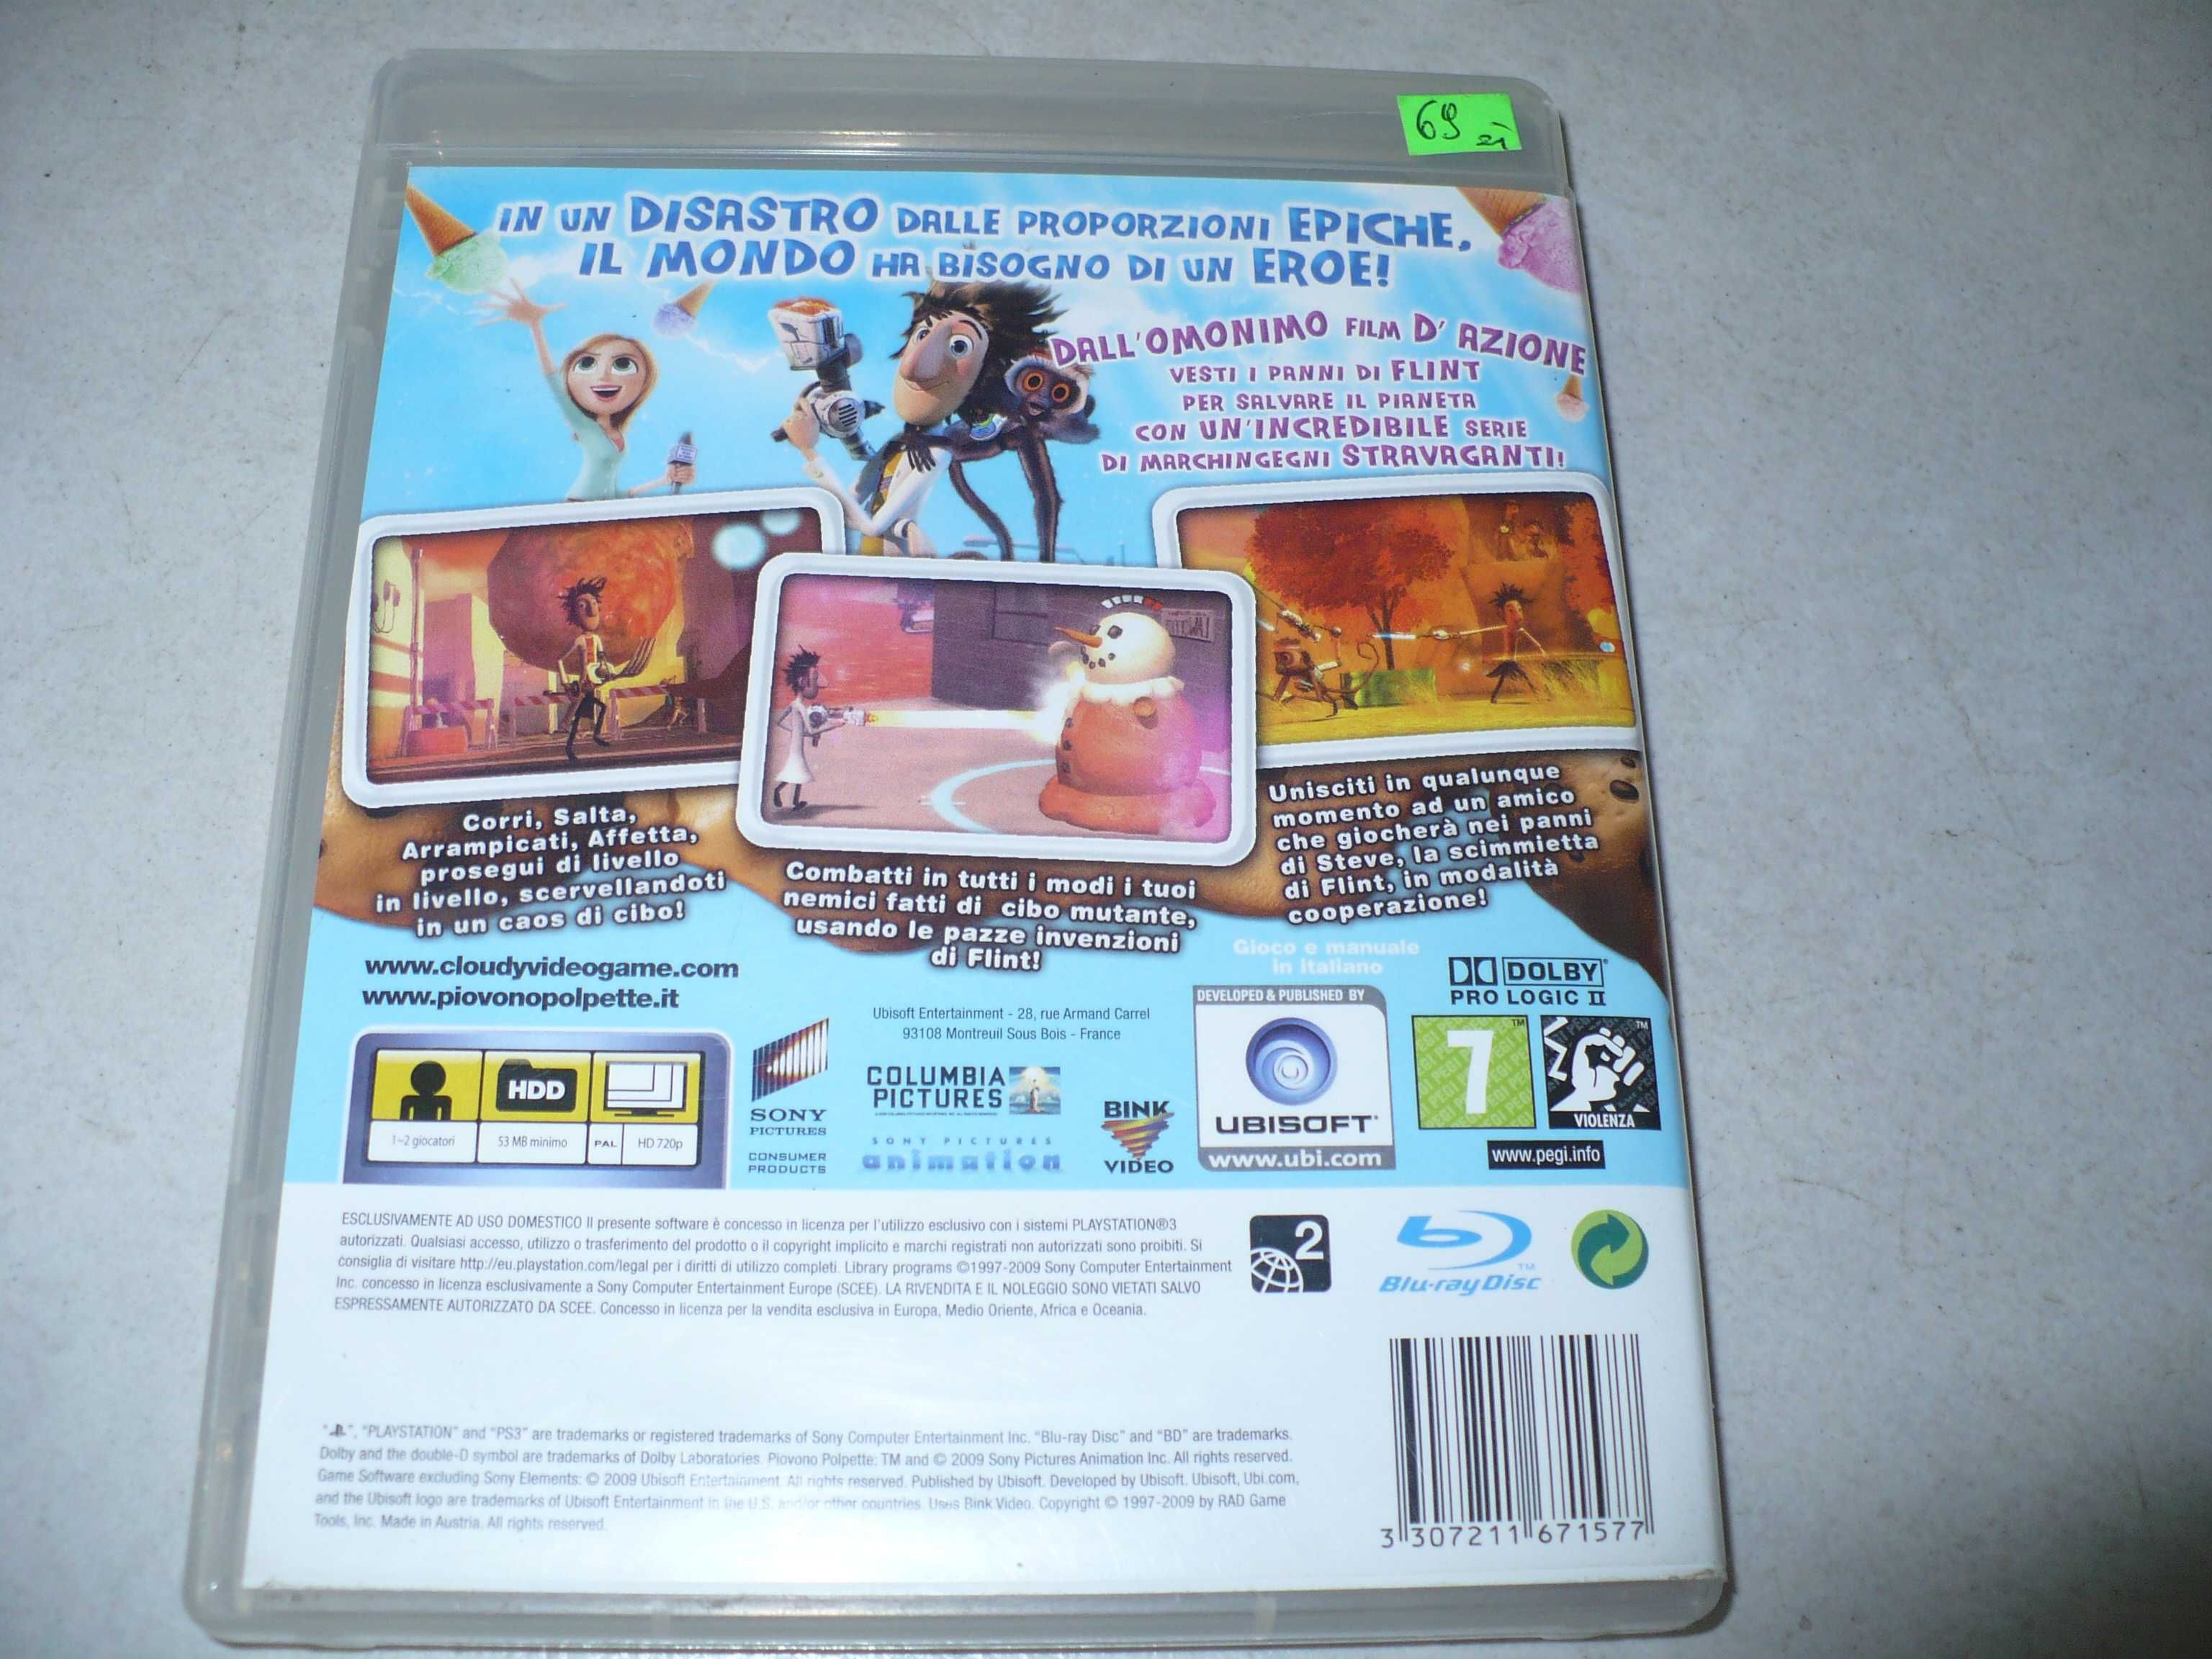 69
IN UN DISASTRO DALLE PROPORZIONI EPICHE,
IL MONDO HA BISOGNO DI UN EROE!
DALL'OMONIMO FILM D' AZIONE
VESTI I PANNI DI FLINT
PER SALVARE IL PIANETA
CON UN'INCREDIBILE SERIE
DI MARCHINGEGNI STRAVAGANTI!
Corri, Salta,
Arrampicati, Affetta,
prosegui di livello
in livello, scervellandoti
in un caos di cibo!
Combatti in tutti i modi i tuoi
nemici fatti di cibo mutante,
usando le pazze invenzioni
di Flint!
Unisciti in qualunque
momento ad un amico
che giocherà nei panni
di Steve, la scimmietta
di Flint, in modalità
cooperazione!
www.cloudyvideogame.com
www.piovonopolpette.it
Gioco e manuale
in italiano
DOLBY
PRO LOGIC II
Ubisoft Entertainment - 28, rue Armand Carrel
93108 Montreuil Sous Bois - France
DEVELOPED & PUBLISHED BY
UBISOFT
www.ubi.com
HDD
1-2 giocatori
53 MB minimo
PAL
HD 720p
SONY
PICTURES
CONSUMER
PRODUCTS
COLUMBIA
PICTURES
SONY PICTURES
animation
BINK
VIDEO
7
VIOLENZA
www.pegi.info
ESCLUSIVAMENTE AD USO DOMESTICO Il presente software è concesso in licenza per l'utilizzo esclusivo con i sistemi PLAYSTATION®3
autorizzati. Qualsiasi accesso, utilizzo o trasferimento del prodotto o il copyright implicito e marchi registrati non autorizzati sono proibiti. Si
consiglia di visitare http://eu.playstation.com/legal per i diritti di utilizzo completi. Library programs ©1997-2009 Sony Computer Entertainment
Inc. concesso in licenza esclusivamente a Sony Computer Entertainment Europe (SCEE). LA RIVENDITA E IL NOLEGGIO SONO VIETATI SALVO
ESPRESSAMENTE AUTORIZZATO DA SCEE. Concesso in licenza per la vendita esclusiva in Europa, Medio Oriente, Africa e Oceania.
2
Blu-ray Disc
"", "PLAYSTATION" and "PS3" are trademarks or registered trademarks of Sony Computer Entertainment Inc. "Blu-ray Disc" and "BD" are trademarks.
Dolby and the double-D symbol are trademarks of Dolby Laboratories. Piovono Polpette: TM and © 2009 Sony Pictures Animation Inc. All rights reserved.
Game Software excluding Sony Elements: © 2009 Ubisoft Entertainment. All rights reserved. Published by Ubisoft. Developed by Ubisoft. Ubisoft, Ubi.com,
and the Ubisoft logo are trademarks of Ubisoft Entertainment in the U.S. and/or other countries. Uses Bink Video. Copyright © 1997-2009 by RAD Game
Tools, Inc. Made in Austria. All rights reserved.
3 307211 671577